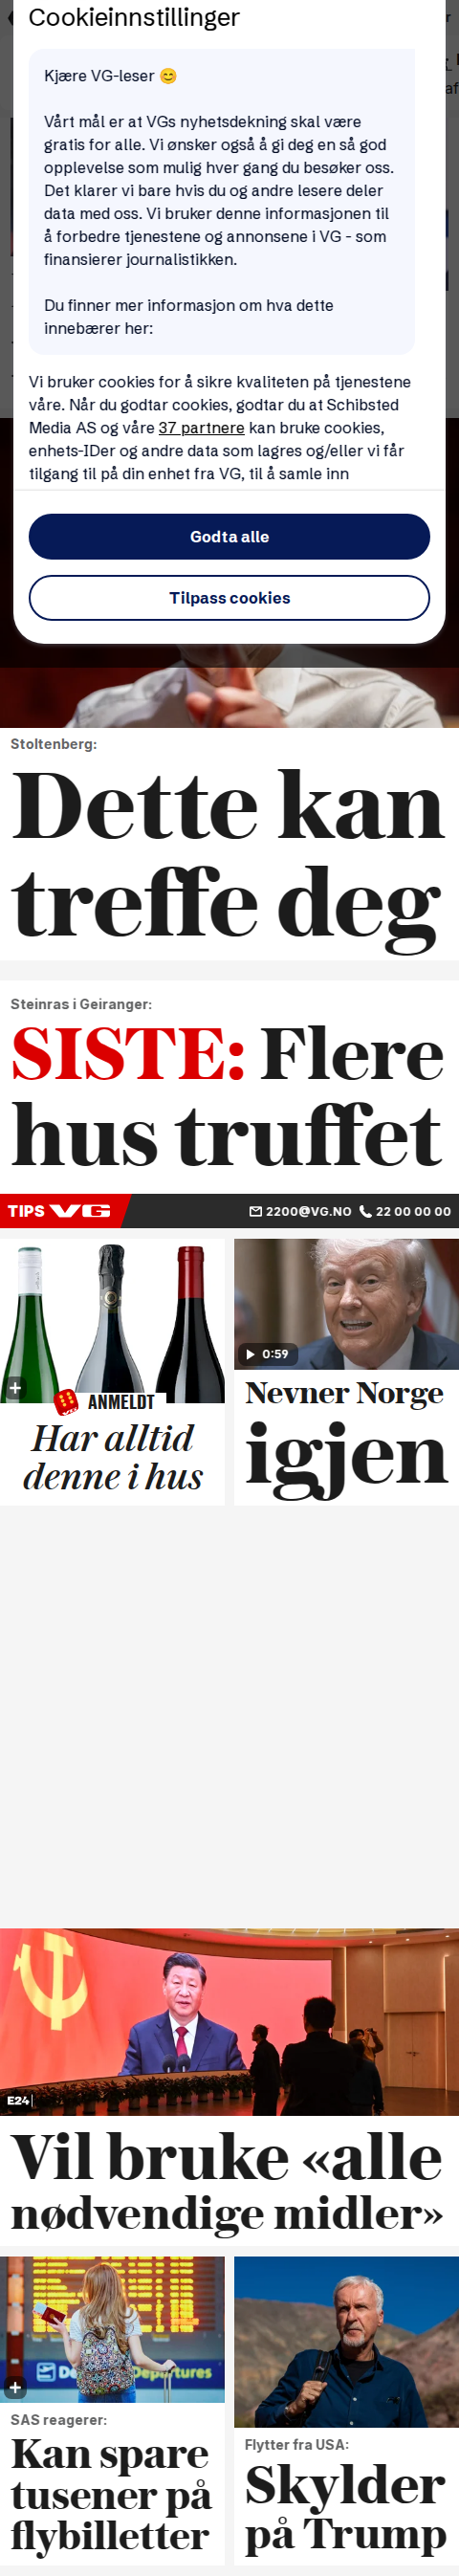 Cookieinnstillinger
Kjære VG-leser 😊
Vårt mål er at VGs nyhetsdekning skal være
gratis for alle. Vi ønsker også å gi deg en så god
opplevelse som mulig hver gang du besøker oss.
Det klarer vi bare hvis du og andre lesere deler
data med oss. Vi bruker denne informasjonen til
å forbedre tjenestene og annonsene i VG - som
finansierer journalistikken.
Du finner mer informasjon om hva dette
innebærer her:
Vi bruker cookies for å sikre kvaliteten på tjenestene
våre. Når du godtar cookies, godtar du at Schibsted
Media AS og våre 37 partnere kan bruke cookies,
enhets-IDer og andre data som lagres og/eller vi får
tilgang til på din enhet fra VG, til å samle inn
Godta alle
Tilpass cookies
Stoltenberg:
Dette kan
treffe deg
Steinras i Geiranger:
SISTE: Flere
hus truffet
TIPS VG 2200@VG.NO 22 00 00 00
ANMELDT
Har alltid
denne i hus
0:59
Nevner Norge
igjen
E24
Vil bruke «alle
nødvendige midler»
Departures
SAS reagerer:
Kan spare
tusener på
flybilletter
Flytter fra USA:
Skylder
på Trump